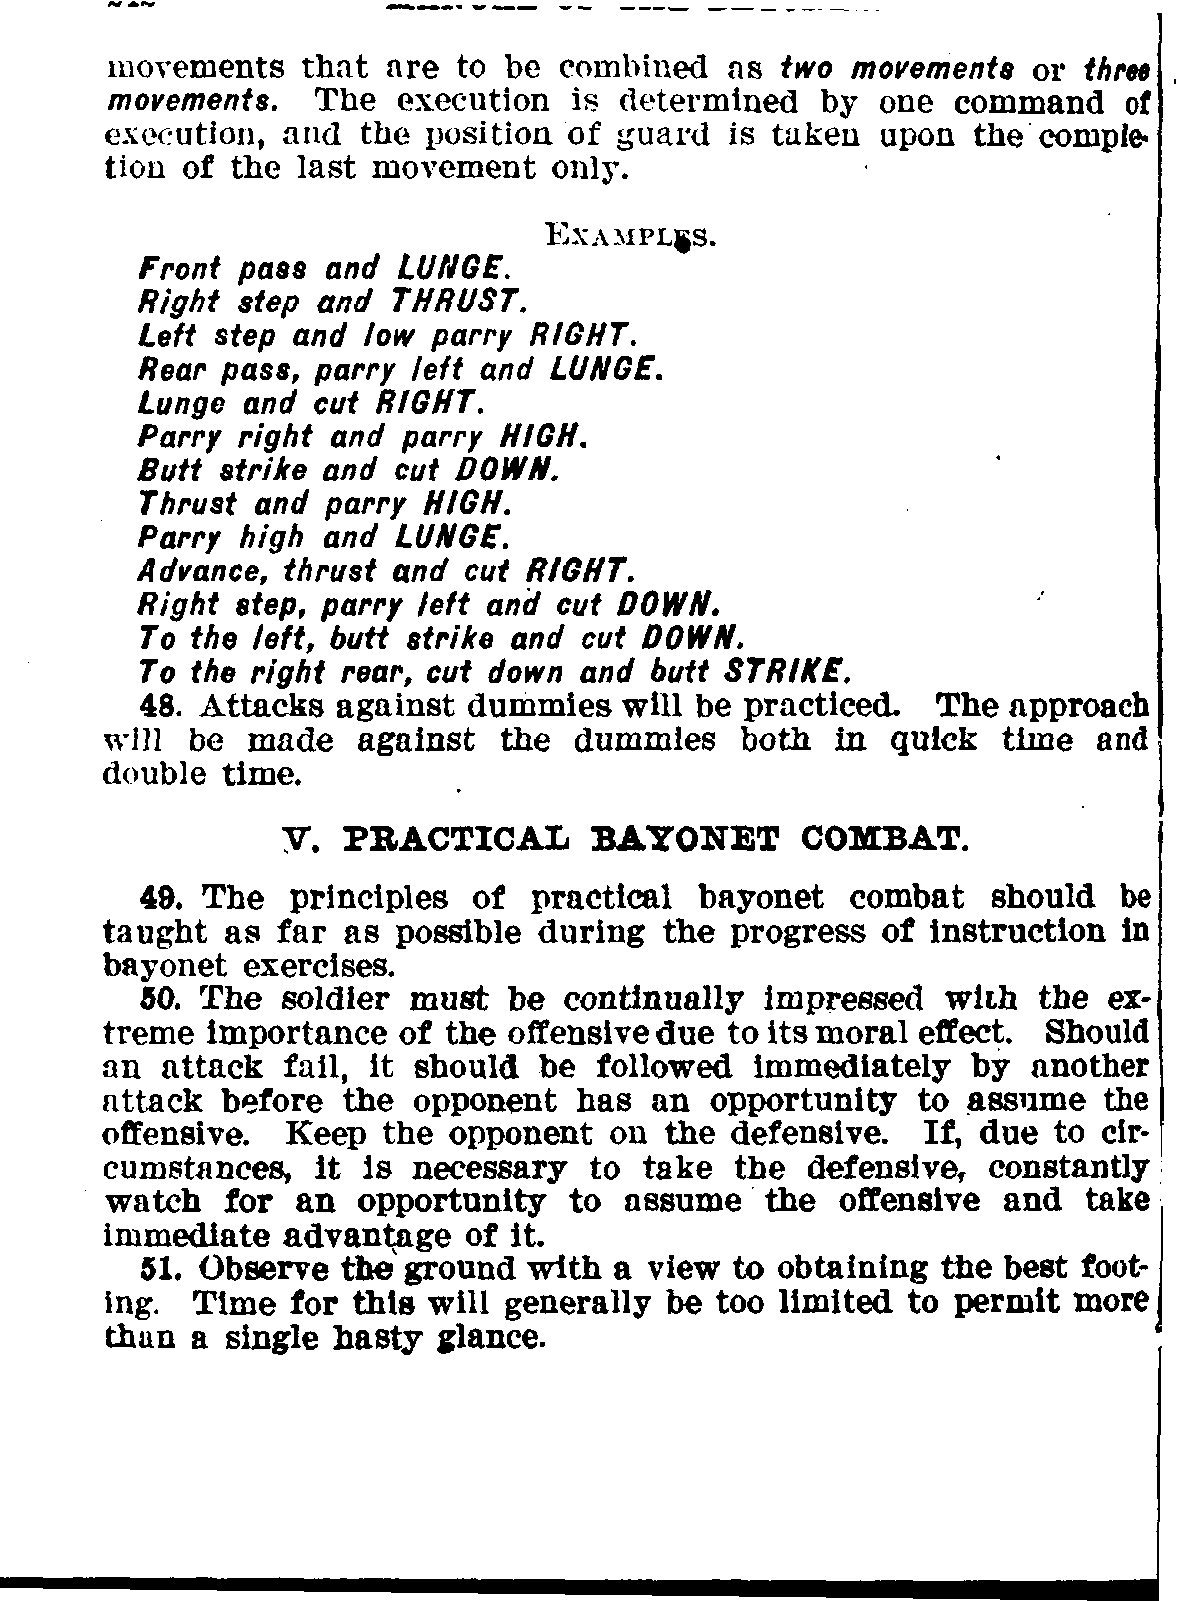 movements that are to be combined as two movements or three
movements. The execution is determined by one command of
execution, and the position of guard is taken upon the comple-
tion of the last movement only.
EXAMPLES.
Front pass and LUNGE.
Right step and THRUST.
Left step and low parry RIGHT.
Rear pass, parry left and LUNGE.
Lunge and cut RIGHT.
Parry right and parry HIGH.
Butt strike and cut DOWN.
Thrust and parry HIGH.
Parry high and LUNGE.
Advance, thrust and cut RIGHT.
Right step, parry left and cut DOWN.
To the left, butt strike and cut DOWN.
To the right rear, cut down and butt STRIKE.
48. Attacks against dummies will be practiced. The approach
will be made against the dummies both in quick time and
double time.
V. PRACTICAL BAYONET COMBAT.
49. The principles of practical bayonet combat should be
taught as far as possible during the progress of instruction in
bayonet exercises.
50. The soldier must be continually impressed with the ex-
treme importance of the offensive due to its moral effect. Should
an attack fail, it should be followed immediately by another
attack before the opponent has an opportunity to assume the
offensive. Keep the opponent on the defensive. If, due to cir-
cumstances, it is necessary to take the defensive, constantly
watch for an opportunity to assume the offensive and take
immediate advantage of it.
51. Observe the ground with a view to obtaining the best foot-
ing. Time for this will generally be too limited to permit more
than a single hasty glance.